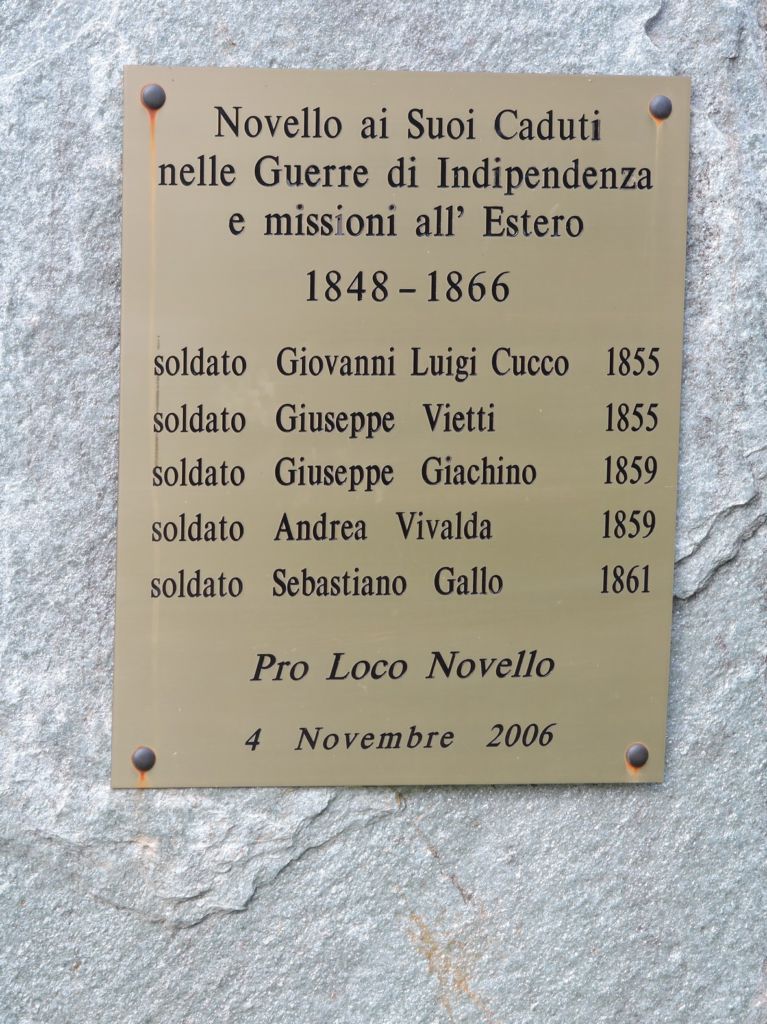 Novello ai Suoi Caduti
nelle Guerre di Indipendenza
e missioni all' Estero
1848-1866
soldato Giovanni Luigi Cucco 1855
soldato Giuseppe Vietti 1855
soldato Giuseppe Giachino 1859
soldato Andrea Vivalda 1859
soldato Sebastiano Gallo 1861
Pro Loco Novello
4 Novembre 2006